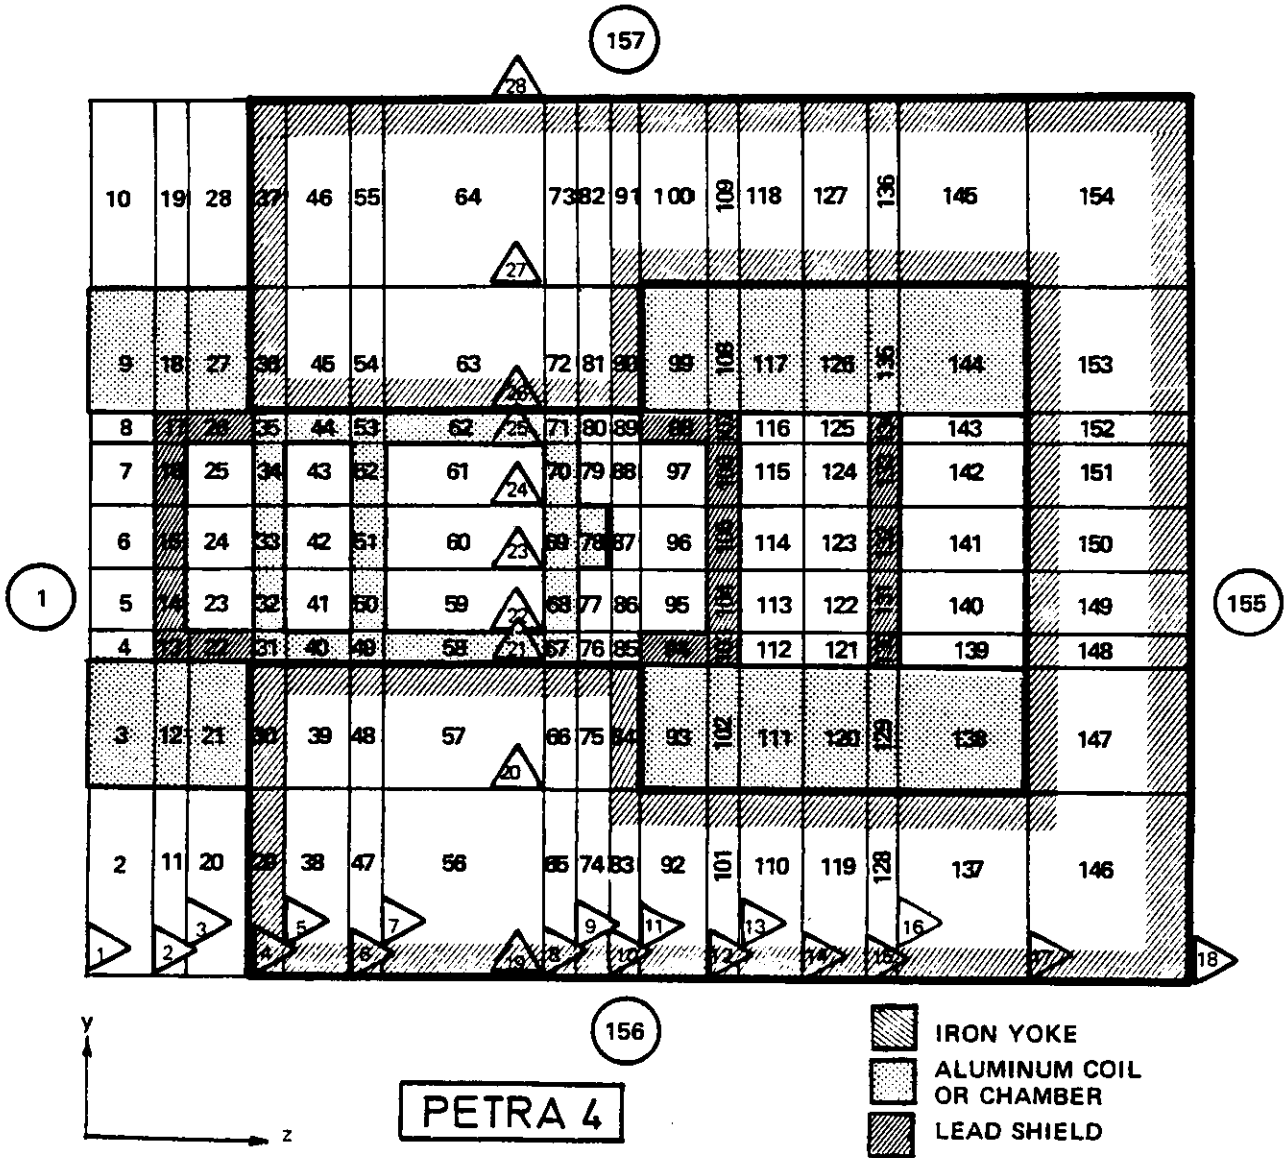 157
28
10 19 28 37 46 55 64 73 82 91 100 109 118 127 136 145 154
27
9 18 27 36 45 54 63 72 81 90 99 108 117 126 135 144 153
26
8 17 26 35 44 53 62 25 71 80 89 98 107 116 125 134 143 152
7 16 25 34 43 52 61 24 70 79 88 97 106 115 124 133 142 151
6 15 24 33 42 51 60 23 69 78 87 96 105 114 123 132 141 150
1 5 14 23 32 41 50 59 22 68 77 86 95 104 113 122 131 140 149 155
4 13 22 31 40 49 58 21 67 76 85 94 103 112 121 130 139 148
3 12 21 30 39 48 57 66 75 84 93 102 111 120 129 138 147
20
2 11 20 29 38 47 56 65 74 83 92 101 110 119 128 137 146
3 5 7 9 11 13 16
1 2 4 6 19 8 10 12 14 15 17 18
156
y
z
PETRA 4
IRON YOKE
ALUMINUM COIL
OR CHAMBER
LEAD SHIELD